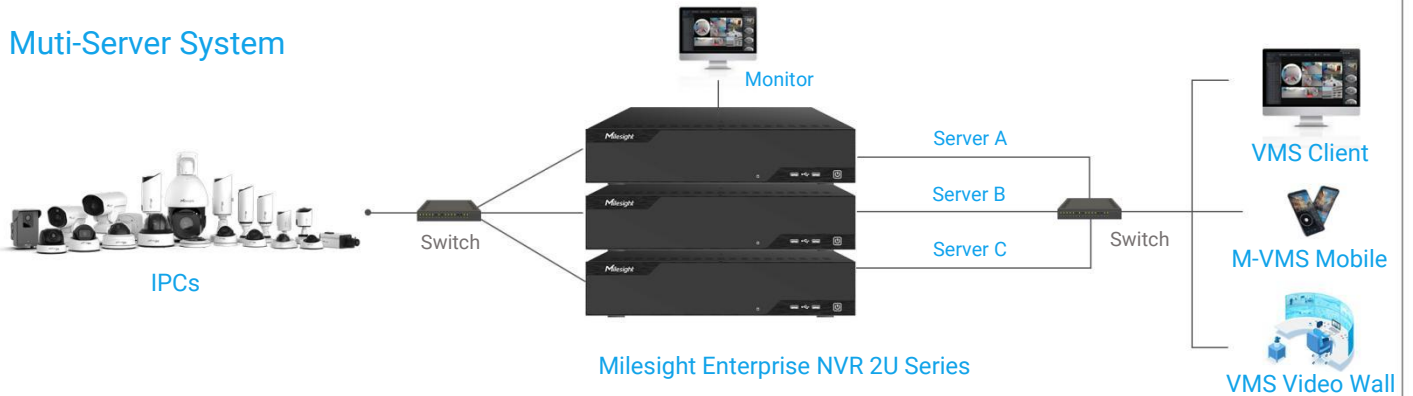 Muti-Server System
Monitor
Milesight
Server A
VMS Client
Milesight
Server B
Switch
Switch
Milesight
Server C
M-VMS Mobile
IPCs
Milesight Enterprise NVR 2U Series
VMS Video Wall